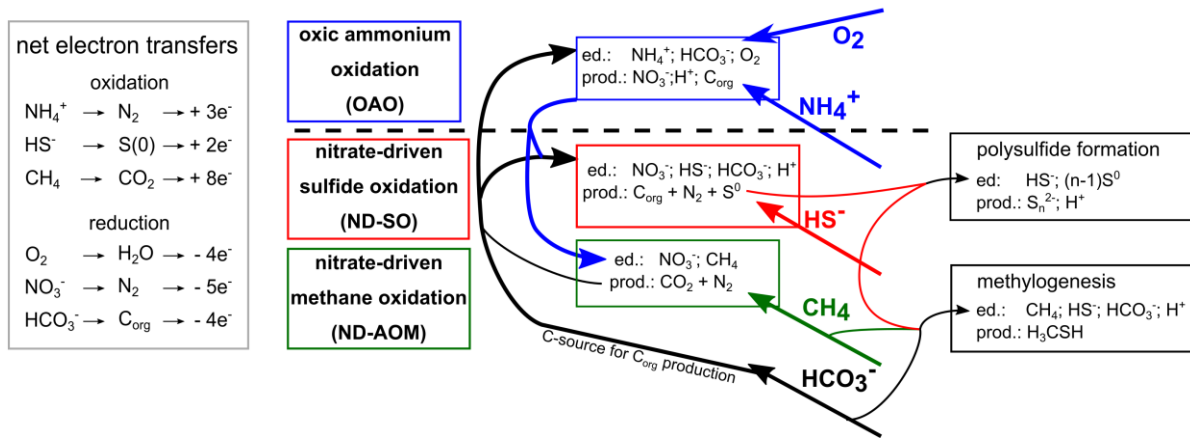 net electron transfers
oxidation
NH₄⁺ → N₂ → + 3e⁻
HS⁻ → S(0) → + 2e⁻
CH₄ → CO₂ → + 8e⁻
reduction
O₂ → H₂O → - 4e⁻
NO₃⁻ → N₂ → - 5e⁻
HCO₃⁻ → C_org → - 4e⁻
oxic ammonium
oxidation
(OAO)
nitrate-driven
sulfide oxidation
(ND-SO)
nitrate-driven
methane oxidation
(ND-AOM)
ed.: NH₄⁺; HCO₃⁻; O₂
prod.: NO₃⁻;H⁺; C_org
O₂
NH₄⁺
ed.: NO₃⁻; HS⁻; HCO₃⁻; H⁺
prod.: C_org + N₂ + S⁰
HS⁻
ed.: NO₃⁻; CH₄
prod.: CO₂ + N₂
CH₄
HCO₃⁻
C-source for C_org production
polysulfide formation
ed: HS⁻; (n-1)S⁰
prod.: Sₙ²⁻; H⁺
methylogenesis
ed.: CH₄; HS⁻; HCO₃⁻; H⁺
prod.: H₃CSH